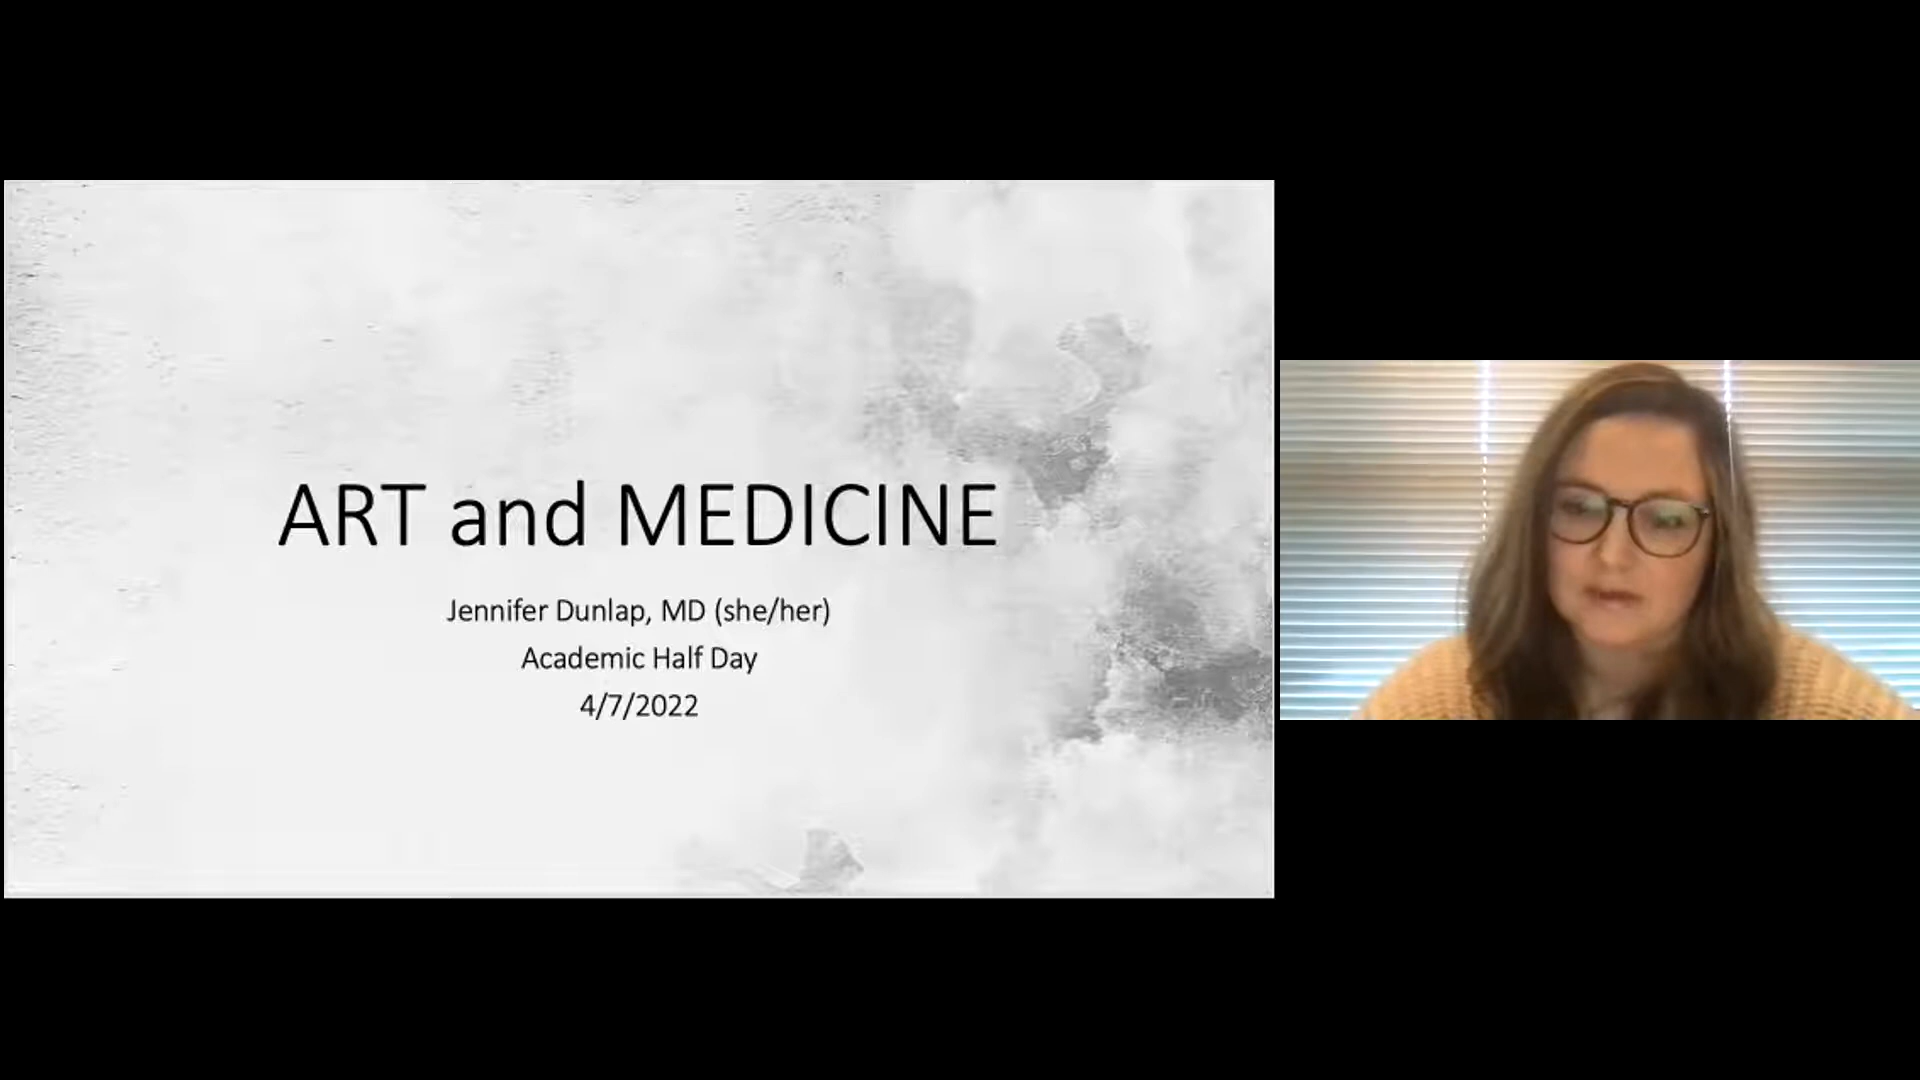 ART and MEDICINE
Jennifer Dunlap, MD (she/her)
Academic Half Day
4/7/2022